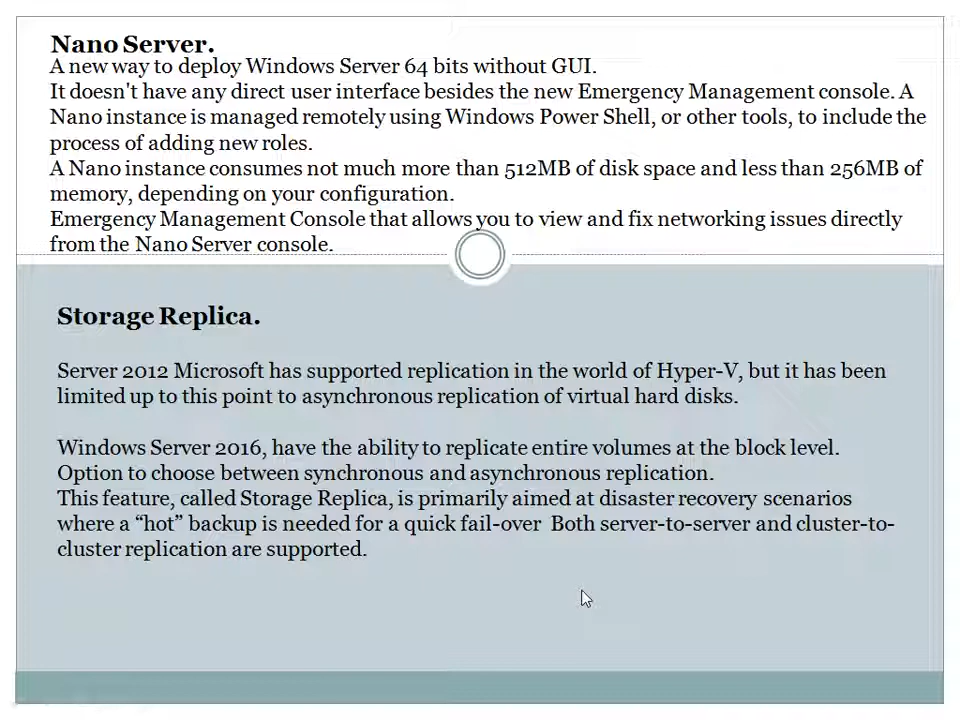 Nano Server.
A new way to deploy Windows Server 64 bits without GUI.
It doesn't have any direct user interface besides the new Emergency Management console. A
Nano instance is managed remotely using Windows Power Shell, or other tools, to include the
process of adding new roles.
A Nano instance consumes not much more than 512MB of disk space and less than 256MB of
memory, depending on your configuration.
Emergency Management Console that allows you to view and fix networking issues directly
from the Nano Server console.
Storage Replica.
Server 2012 Microsoft has supported replication in the world of Hyper-V, but it has been
limited up to this point to asynchronous replication of virtual hard disks.
Windows Server 2016, have the ability to replicate entire volumes at the block level.
Option to choose between synchronous and asynchronous replication.
This feature, called Storage Replica, is primarily aimed at disaster recovery scenarios
where a “hot” backup is needed for a quick fail-over  Both server-to-server and cluster-to-
cluster replication are supported.